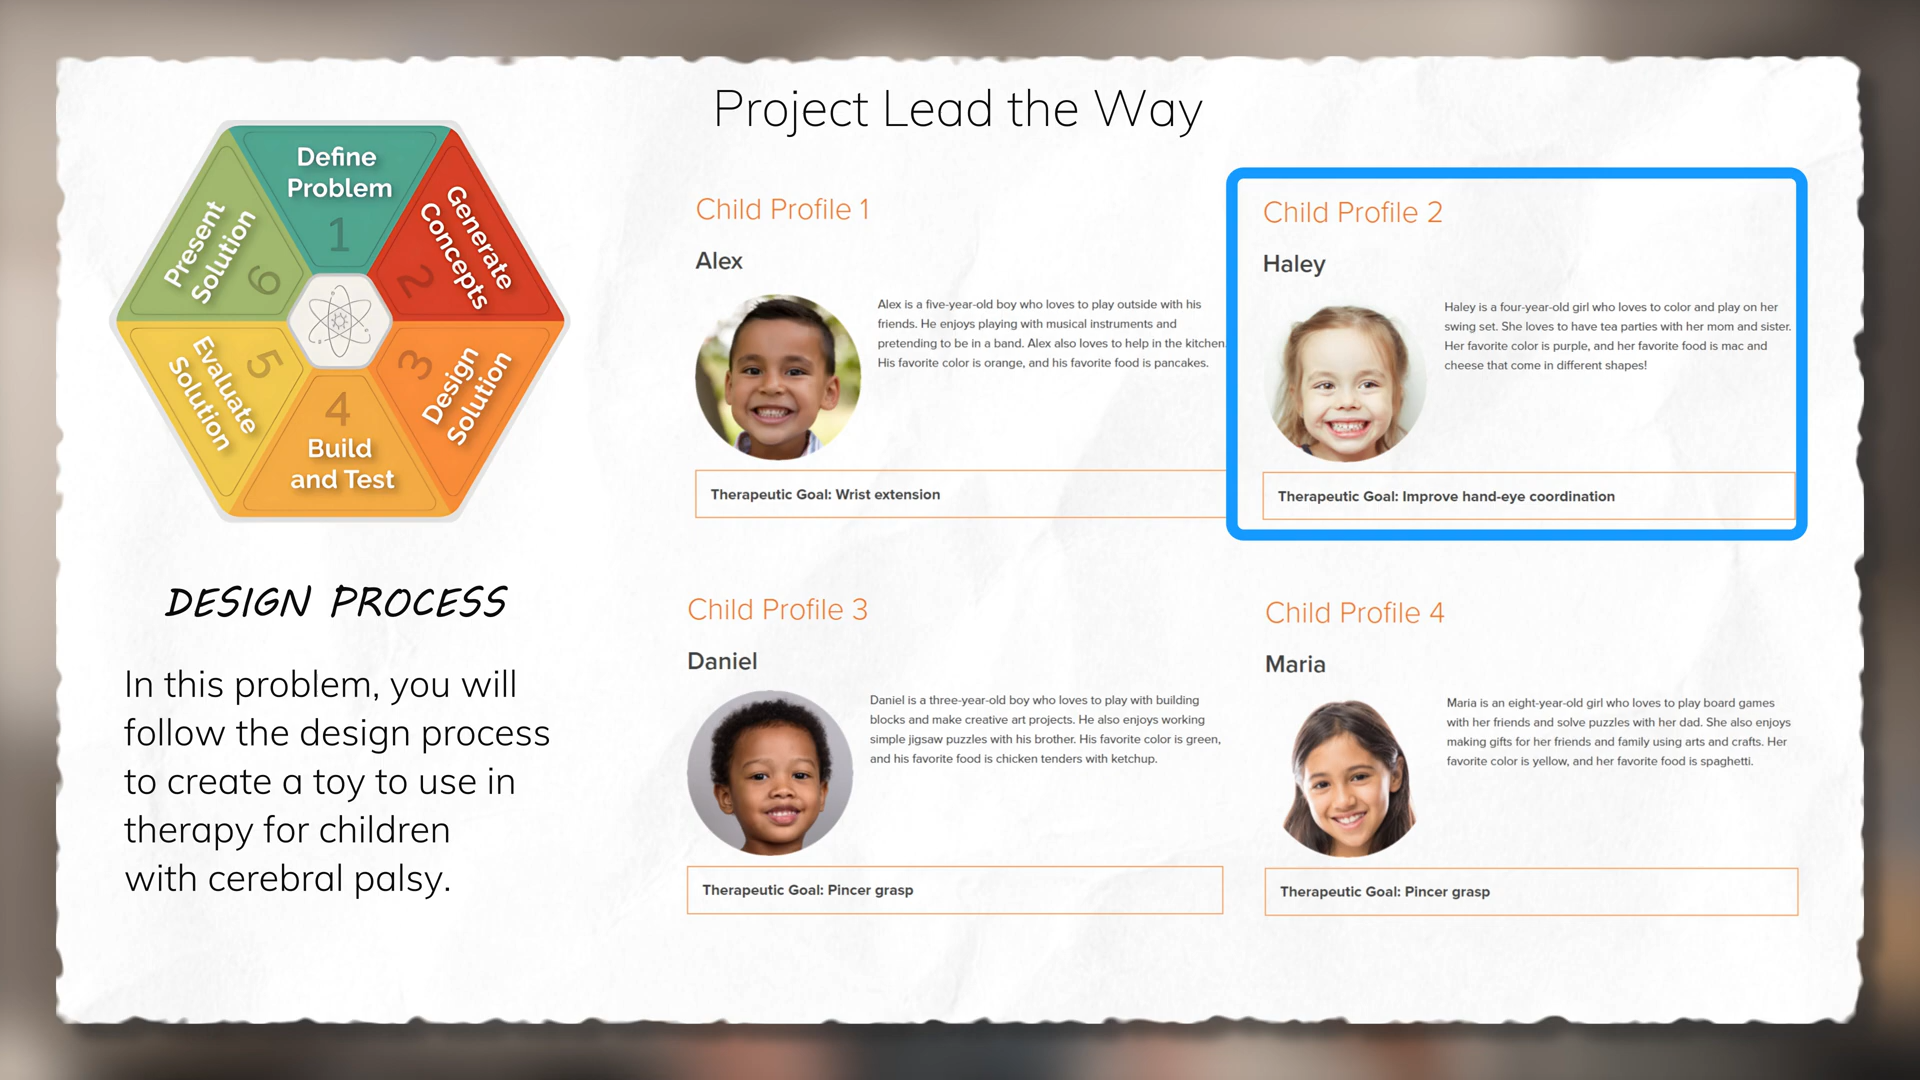 Project Lead the Way
Define
Problem
1
Generate
Concepts
2
Design
Solution
3
4
Build
and Test
Evaluate
Solution
5
Present
Solution
6
DESIGN PROCESS
In this problem, you will
follow the design process
to create a toy to use in
therapy for children
with cerebral palsy.
Child Profile 1
Alex
Alex is a five-year-old boy who loves to play outside with his
friends. He enjoys playing with musical instruments and
pretending to be in a band. Alex also loves to help in the kitchen.
His favorite color is orange, and his favorite food is pancakes.
Therapeutic Goal: Wrist extension
Child Profile 2
Haley
Haley is a four-year-old girl who loves to color and play on her
swing set. She loves to have tea parties with her mom and sister.
Her favorite color is purple, and her favorite food is mac and
cheese that come in different shapes!
Therapeutic Goal: Improve hand-eye coordination
Child Profile 3
Daniel
Daniel is a three-year-old boy who loves to play with building
blocks and make creative art projects. He also enjoys working
simple jigsaw puzzles with his brother. His favorite color is green,
and his favorite food is chicken tenders with ketchup.
Therapeutic Goal: Pincer grasp
Child Profile 4
Maria
Maria is an eight-year-old girl who loves to play board games
with her friends and solve puzzles with her dad. She also enjoys
making gifts for her friends and family using arts and crafts. Her
favorite color is yellow, and her favorite food is spaghetti.
Therapeutic Goal: Pincer grasp